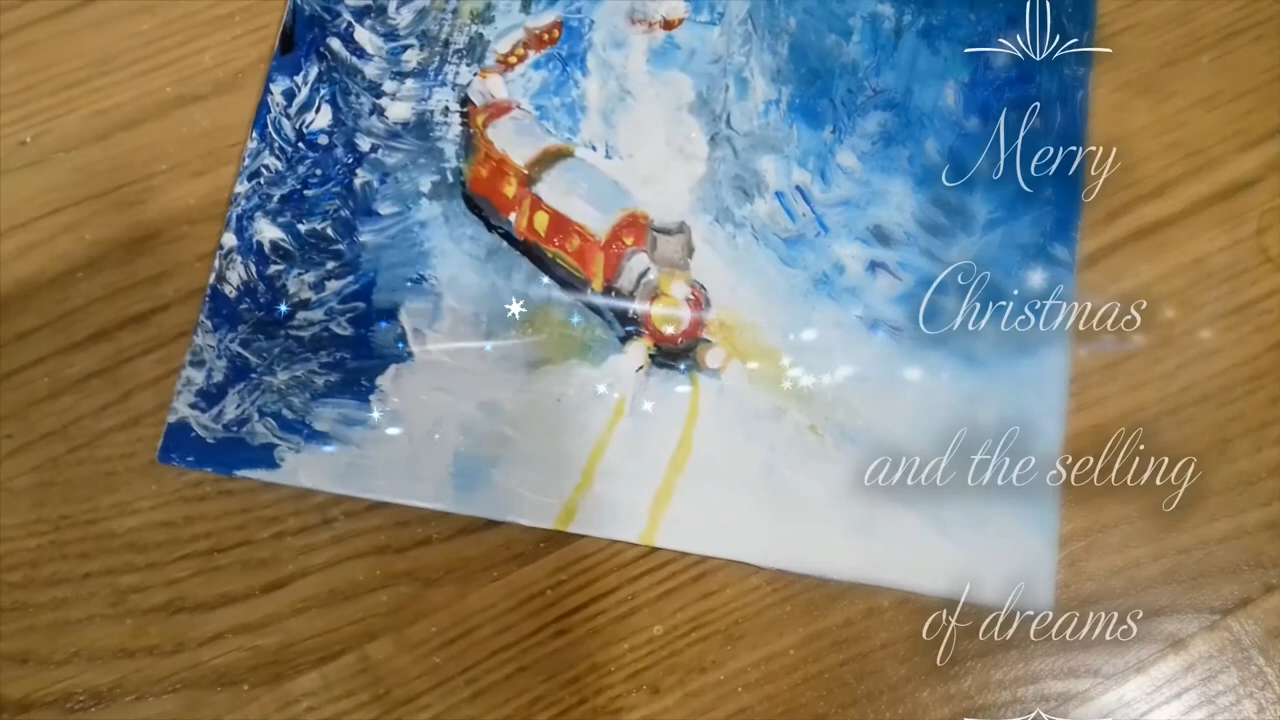 Merry
Christmas
and the selling
of dreams